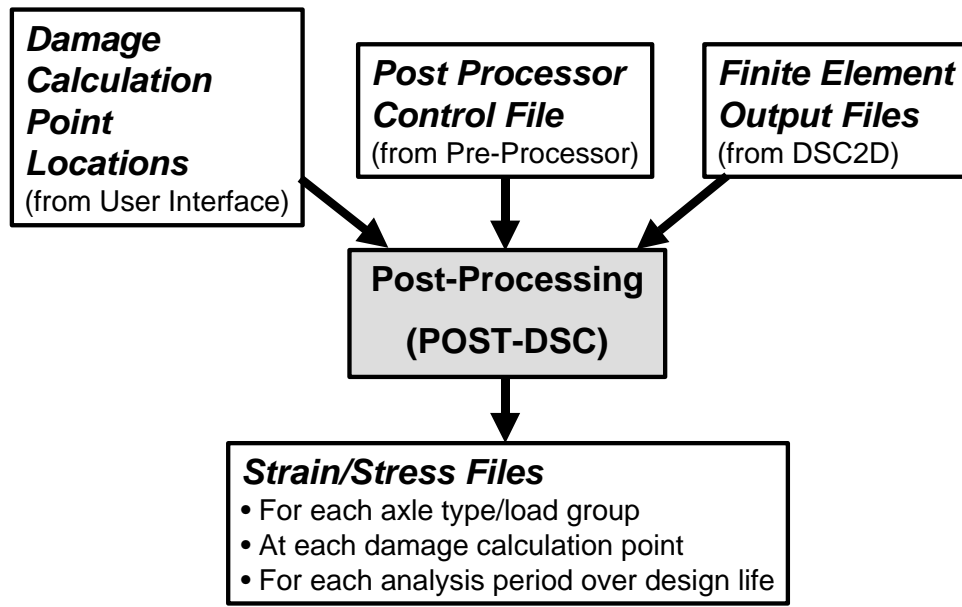 Damage
Calculation
Point
Locations
(from User Interface)
Post Processor
Control File
(from Pre-Processor)
Finite Element
Output Files
(from DSC2D)
Post-Processing
(POST-DSC)
Strain/Stress Files
• For each axle type/load group
• At each damage calculation point
• For each analysis period over design life